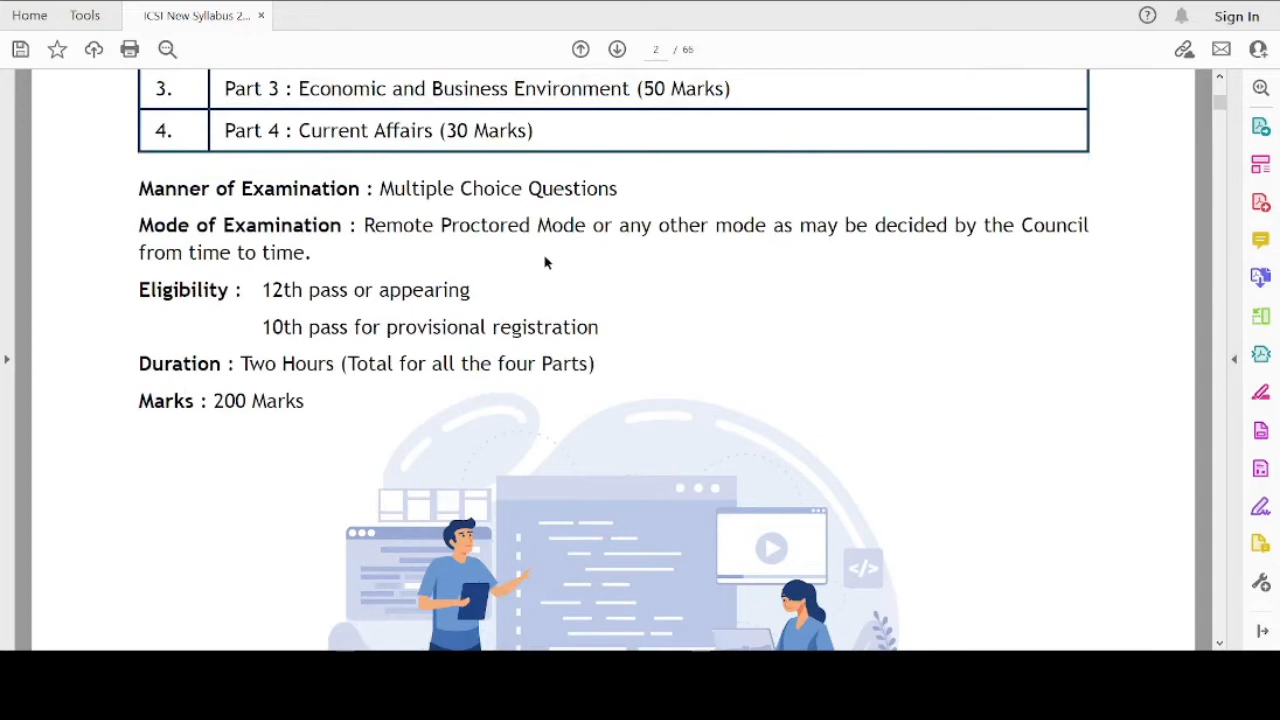 Home Tools ICSI New Syllabus 2... × Sign In
2 / 66
3. Part 3 : Economic and Business Environment (50 Marks)
4. Part 4 : Current Affairs (30 Marks)
Manner of Examination : Multiple Choice Questions
Mode of Examination : Remote Proctored Mode or any other mode as may be decided by the Council
from time to time.
Eligibility : 12th pass or appearing
10th pass for provisional registration
Duration : Two Hours (Total for all the four Parts)
Marks : 200 Marks
</>